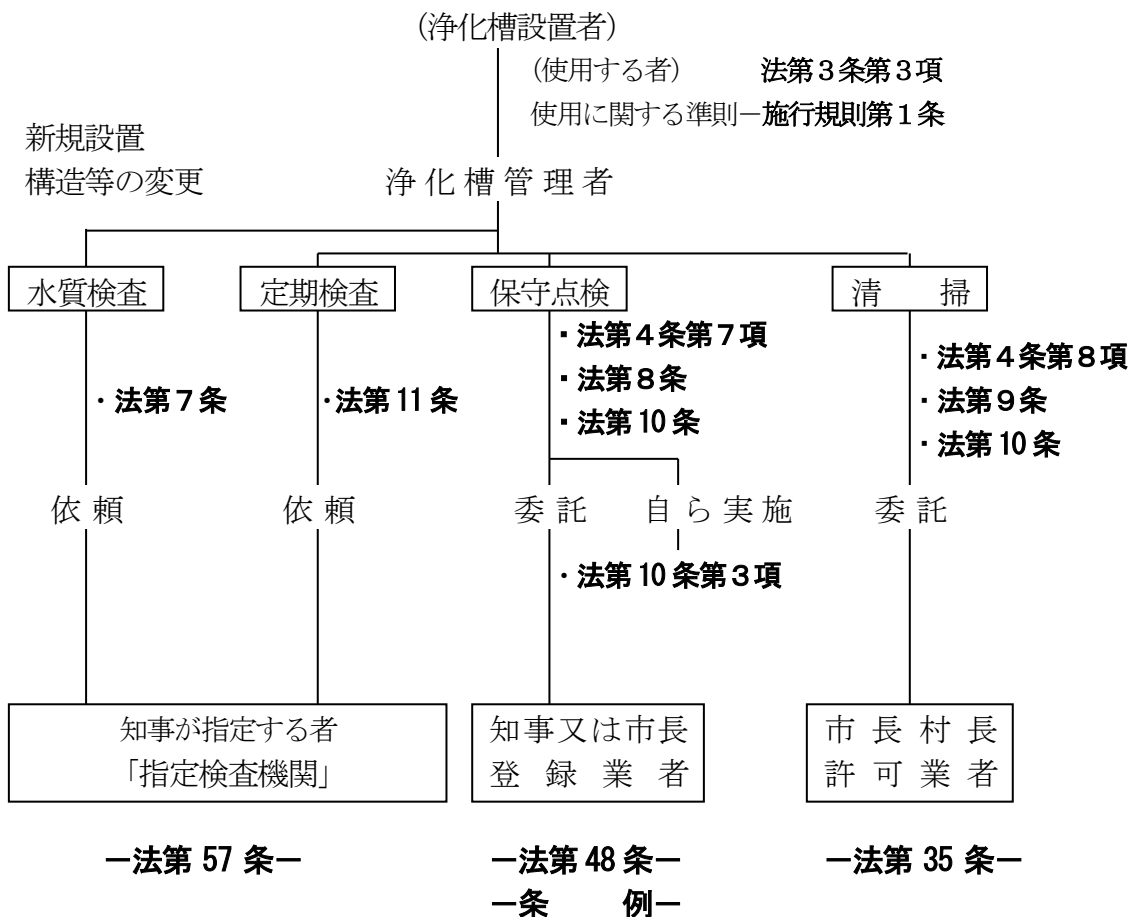 (浄化槽設置者)
(使用する者) 法第3条第3項
使用に関する準則－施行規則第1条
新規設置
構造等の変更
浄化槽管理者
水質検査
定期検査
保守点検
清掃
・法第7条
・法第11条
・法第4条第7項
・法第8条
・法第10条
・法第4条第8項
・法第9条
・法第10条
依頼
依頼
委託
自ら実施
委託
・法第10条第3項
知事が指定する者
「指定検査機関」
知事又は市長
登録業者
市長村長
許可業者
－法第57条－
－法第48条－
－条例－
－法第35条－